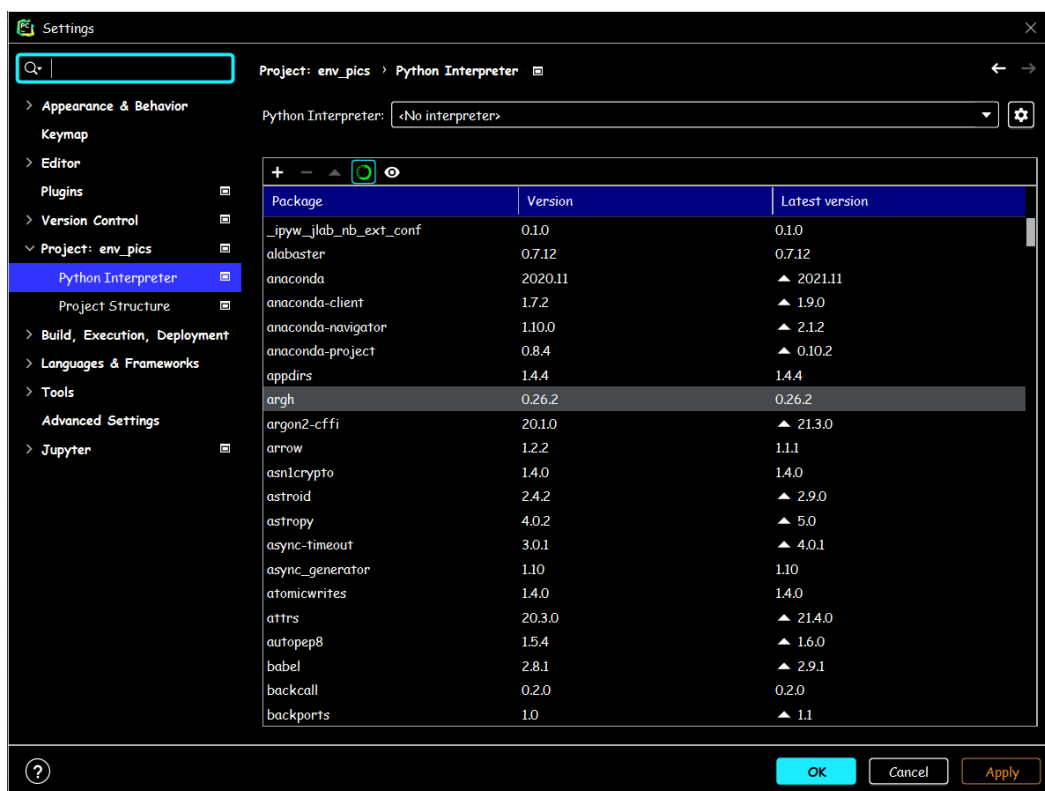 PC Settings
Project: env_pics › Python Interpreter
> Appearance & Behavior
Keymap
> Editor
Plugins
> Version Control
Project: env_pics
Python Interpreter
Project Structure
> Build, Execution, Deployment
> Languages & Frameworks
> Tools
Advanced Settings
> Jupyter
Python Interpreter: <No interpreter>
Package Version Latest version
_ipyw_jlab_nb_ext_conf 0.1.0 0.1.0
alabaster 0.7.12 0.7.12
anaconda 2020.11 ▲ 2021.11
anaconda-client 1.7.2 ▲ 1.9.0
anaconda-navigator 1.10.0 ▲ 2.1.2
anaconda-project 0.8.4 ▲ 0.10.2
appdirs 1.4.4 1.4.4
argh 0.26.2 0.26.2
argon2-cffi 20.1.0 ▲ 21.3.0
arrow 1.2.2 1.1.1
asn1crypto 1.4.0 1.4.0
astroid 2.4.2 ▲ 2.9.0
astropy 4.0.2 ▲ 5.0
async-timeout 3.0.1 ▲ 4.0.1
async_generator 1.10 1.10
atomicwrites 1.4.0 1.4.0
attrs 20.3.0 ▲ 21.4.0
autopep8 1.5.4 ▲ 1.6.0
babel 2.8.1 ▲ 2.9.1
backcall 0.2.0 0.2.0
backports 1.0 ▲ 1.1
? OK Cancel Apply